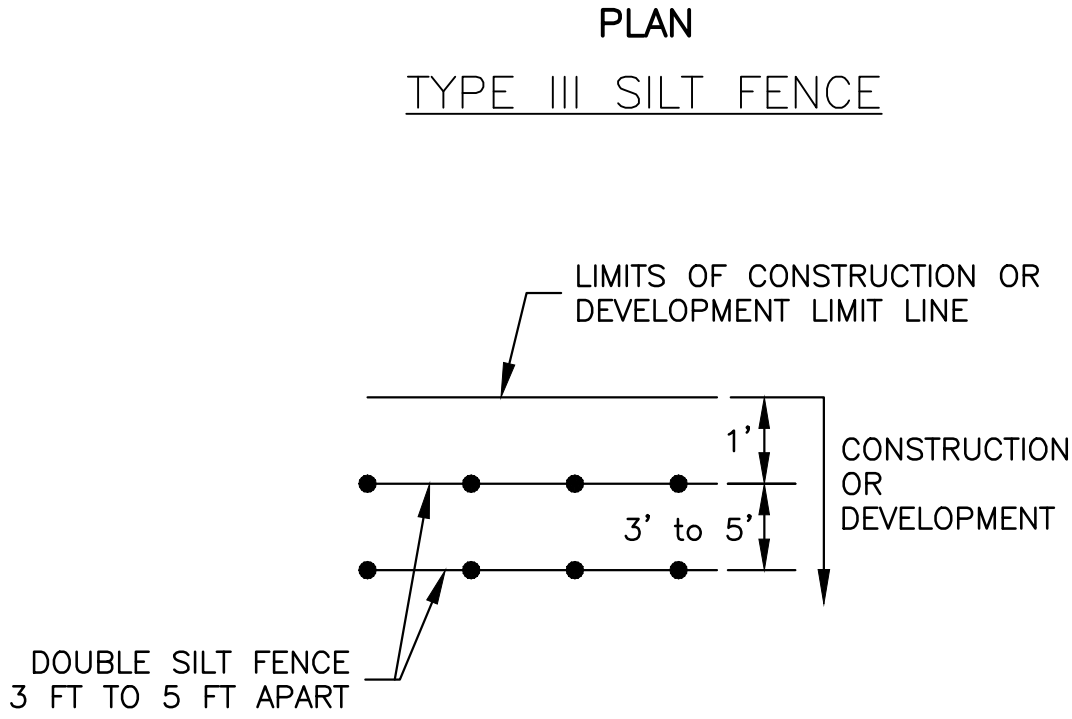 PLAN
TYPE III SILT FENCE
LIMITS OF CONSTRUCTION OR
DEVELOPMENT LIMIT LINE
1'
CONSTRUCTION
OR
DEVELOPMENT
3' to 5'
DOUBLE SILT FENCE
3 FT TO 5 FT APART